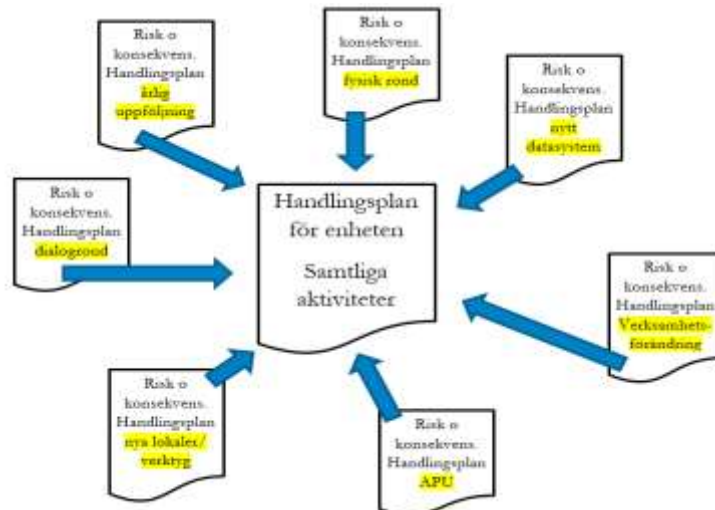 Risk o
konsekvens.
Handlingsplan
årlig
uppföljning
Risk o
konsekvens.
Handlingsplan
fysisk rond
Risk o
konsekvens.
Handlingsplan
nytt
datasystem
Risk o
konsekvens.
Handlingsplan
dialogrond
Handlingsplan
för enheten
Samtliga
aktiviteter
Risk o
konsekvens.
Handlingsplan
Verksamhets-
förändning
Risk o
konsekvens.
Handlingsplan
nya lokaler/
verktyg
Risk o
konsekvens.
Handlingsplan
APU